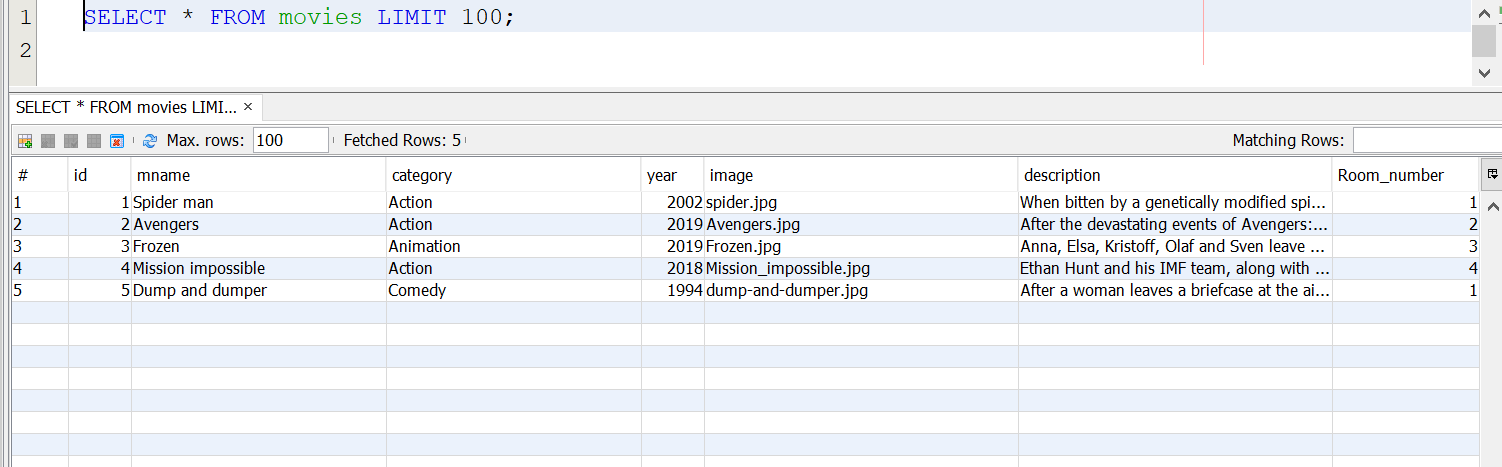 1 SELECT * FROM movies LIMIT 100;
2
SELECT * FROM movies LIMI... ×
Max. rows: 100 Fetched Rows: 5 Matching Rows:
# id mname category year image description Room_number
1 1 Spider man Action 2002 spider.jpg When bitten by a genetically modified spi... 1
2 2 Avengers Action 2019 Avengers.jpg After the devastating events of Avengers:... 2
3 3 Frozen Animation 2019 Frozen.jpg Anna, Elsa, Kristoff, Olaf and Sven leave ... 3
4 4 Mission impossible Action 2018 Mission_impossible.jpg Ethan Hunt and his IMF team, along with ... 4
5 5 Dump and dumper Comedy 1994 dump-and-dumper.jpg After a woman leaves a briefcase at the ai... 1